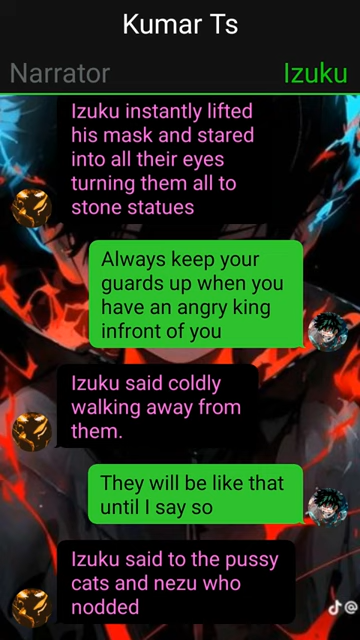 Kumar Ts
Narrator Izuku
Izuku instantly lifted
his mask and stared
into all their eyes
turning them all to
stone statues
Always keep your
guards up when you
have an angry king
infront of you
Izuku said coldly
walking away from
them.
They will be like that
until I say so
Izuku said to the pussy
cats and nezu who
nodded
@